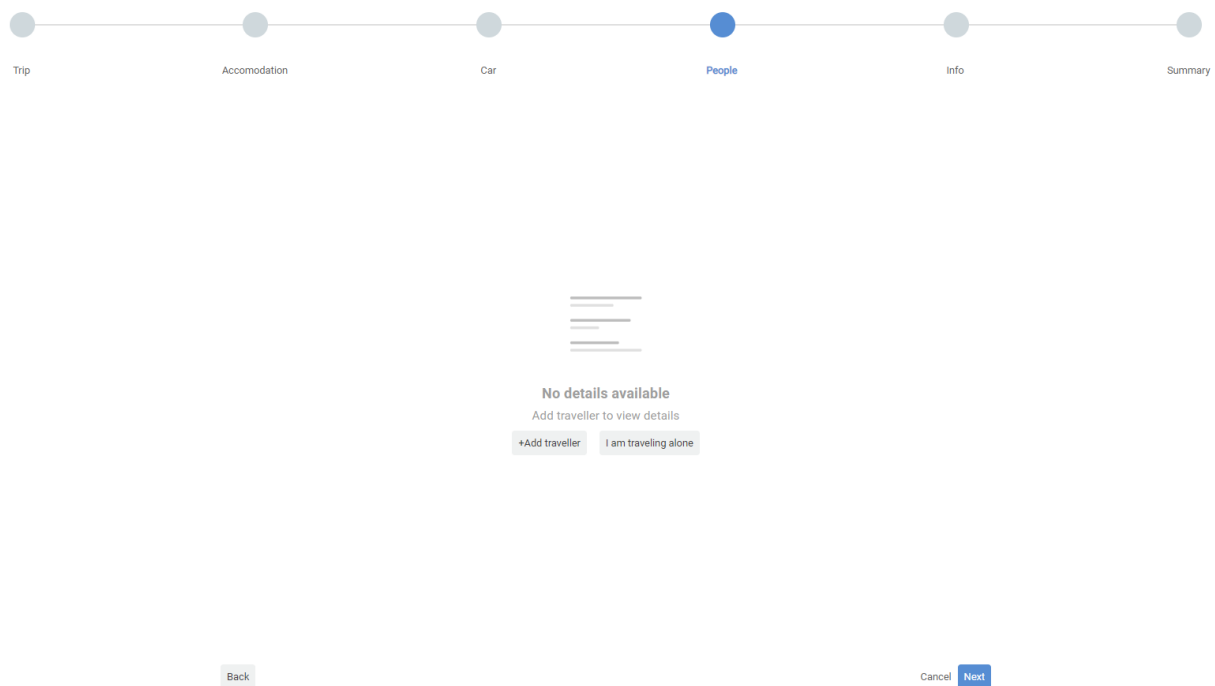 Trip
Accomodation
Car
People
Info
Summary
No details available
Add traveller to view details
+Add traveller
I am traveling alone
Back
Cancel
Next